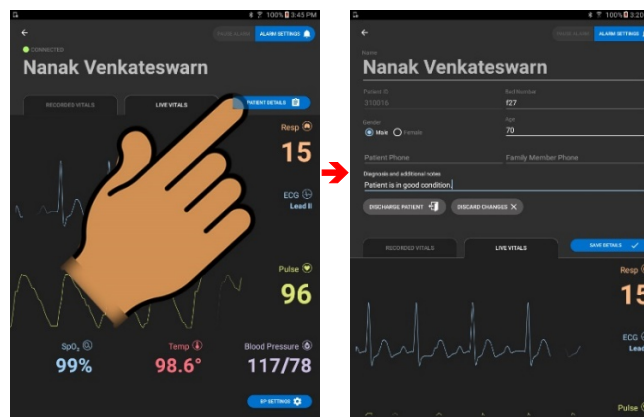 100% 3:45 PM
CONNECTED
ALARM SETTINGS
Nanak Venkateswarn
RECORDED VITALS
LIVE VITALS
PATIENT DETAILS
Resp
15
ECG
Lead II
Pulse
96
SpO₂
Temp
Blood Pressure
99%
98.6°
117/78
BP SETTINGS
100% 3:20
PAUSE ALARM
ALARM SETTINGS
Name
Nanak Venkateswarn
Patient ID
Bed Number
310016
f27
Gender
Age
Male
Female
70
Patient Phone
Family Member Phone
Diagnosis and additional notes
Patient is in good condition.
DISCHARGE PATIENT
DISCARD CHANGES X
RECORDED VITALS
LIVE VITALS
SAVE DETAILS
Resp
15
ECG
Lead
Pulse